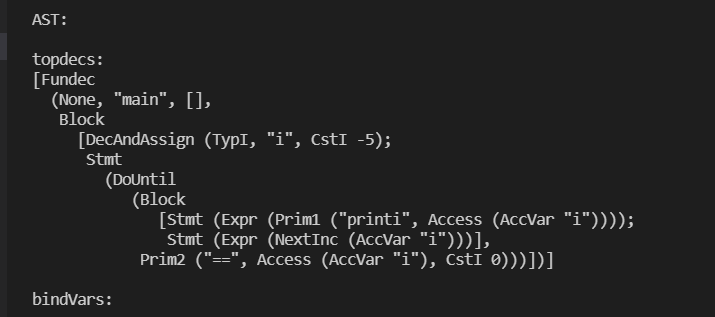 AST:
topdecs:
[Fundec
(None, "main", [],
Block
[DecAndAssign (TypI, "i", CstI -5);
Stmt
(DoUntil
(Block
[Stmt (Expr (Prim1 ("printi", Access (AccVar "i"))));
Stmt (Expr (NextInc (AccVar "i")))],
Prim2 ("==", Access (AccVar "i"), CstI 0)))])]
bindVars: